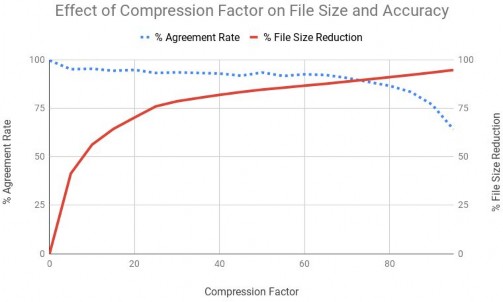 Effect of Compression Factor on File Size and Accuracy
% Agreement Rate
% File Size Reduction
100
75
50
25
0
% Agreement Rate
100
75
50
25
0
% File Size Reduction
0
20
40
60
80
Compression Factor